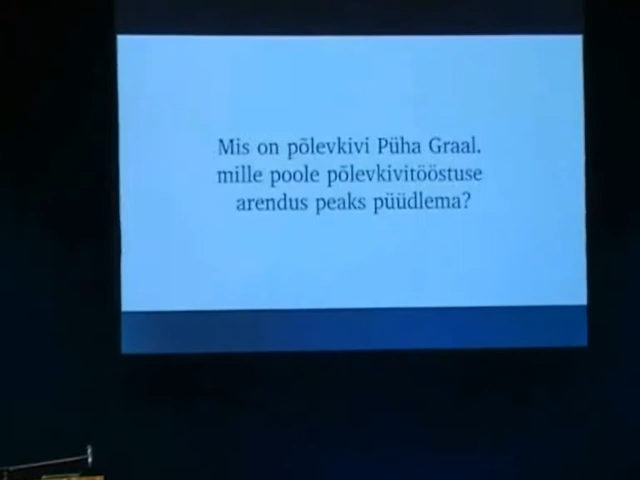 Mis on põlevkivi Püha Graal.
mille poole põlevkivitööstuse
arendus peaks püüdlema?